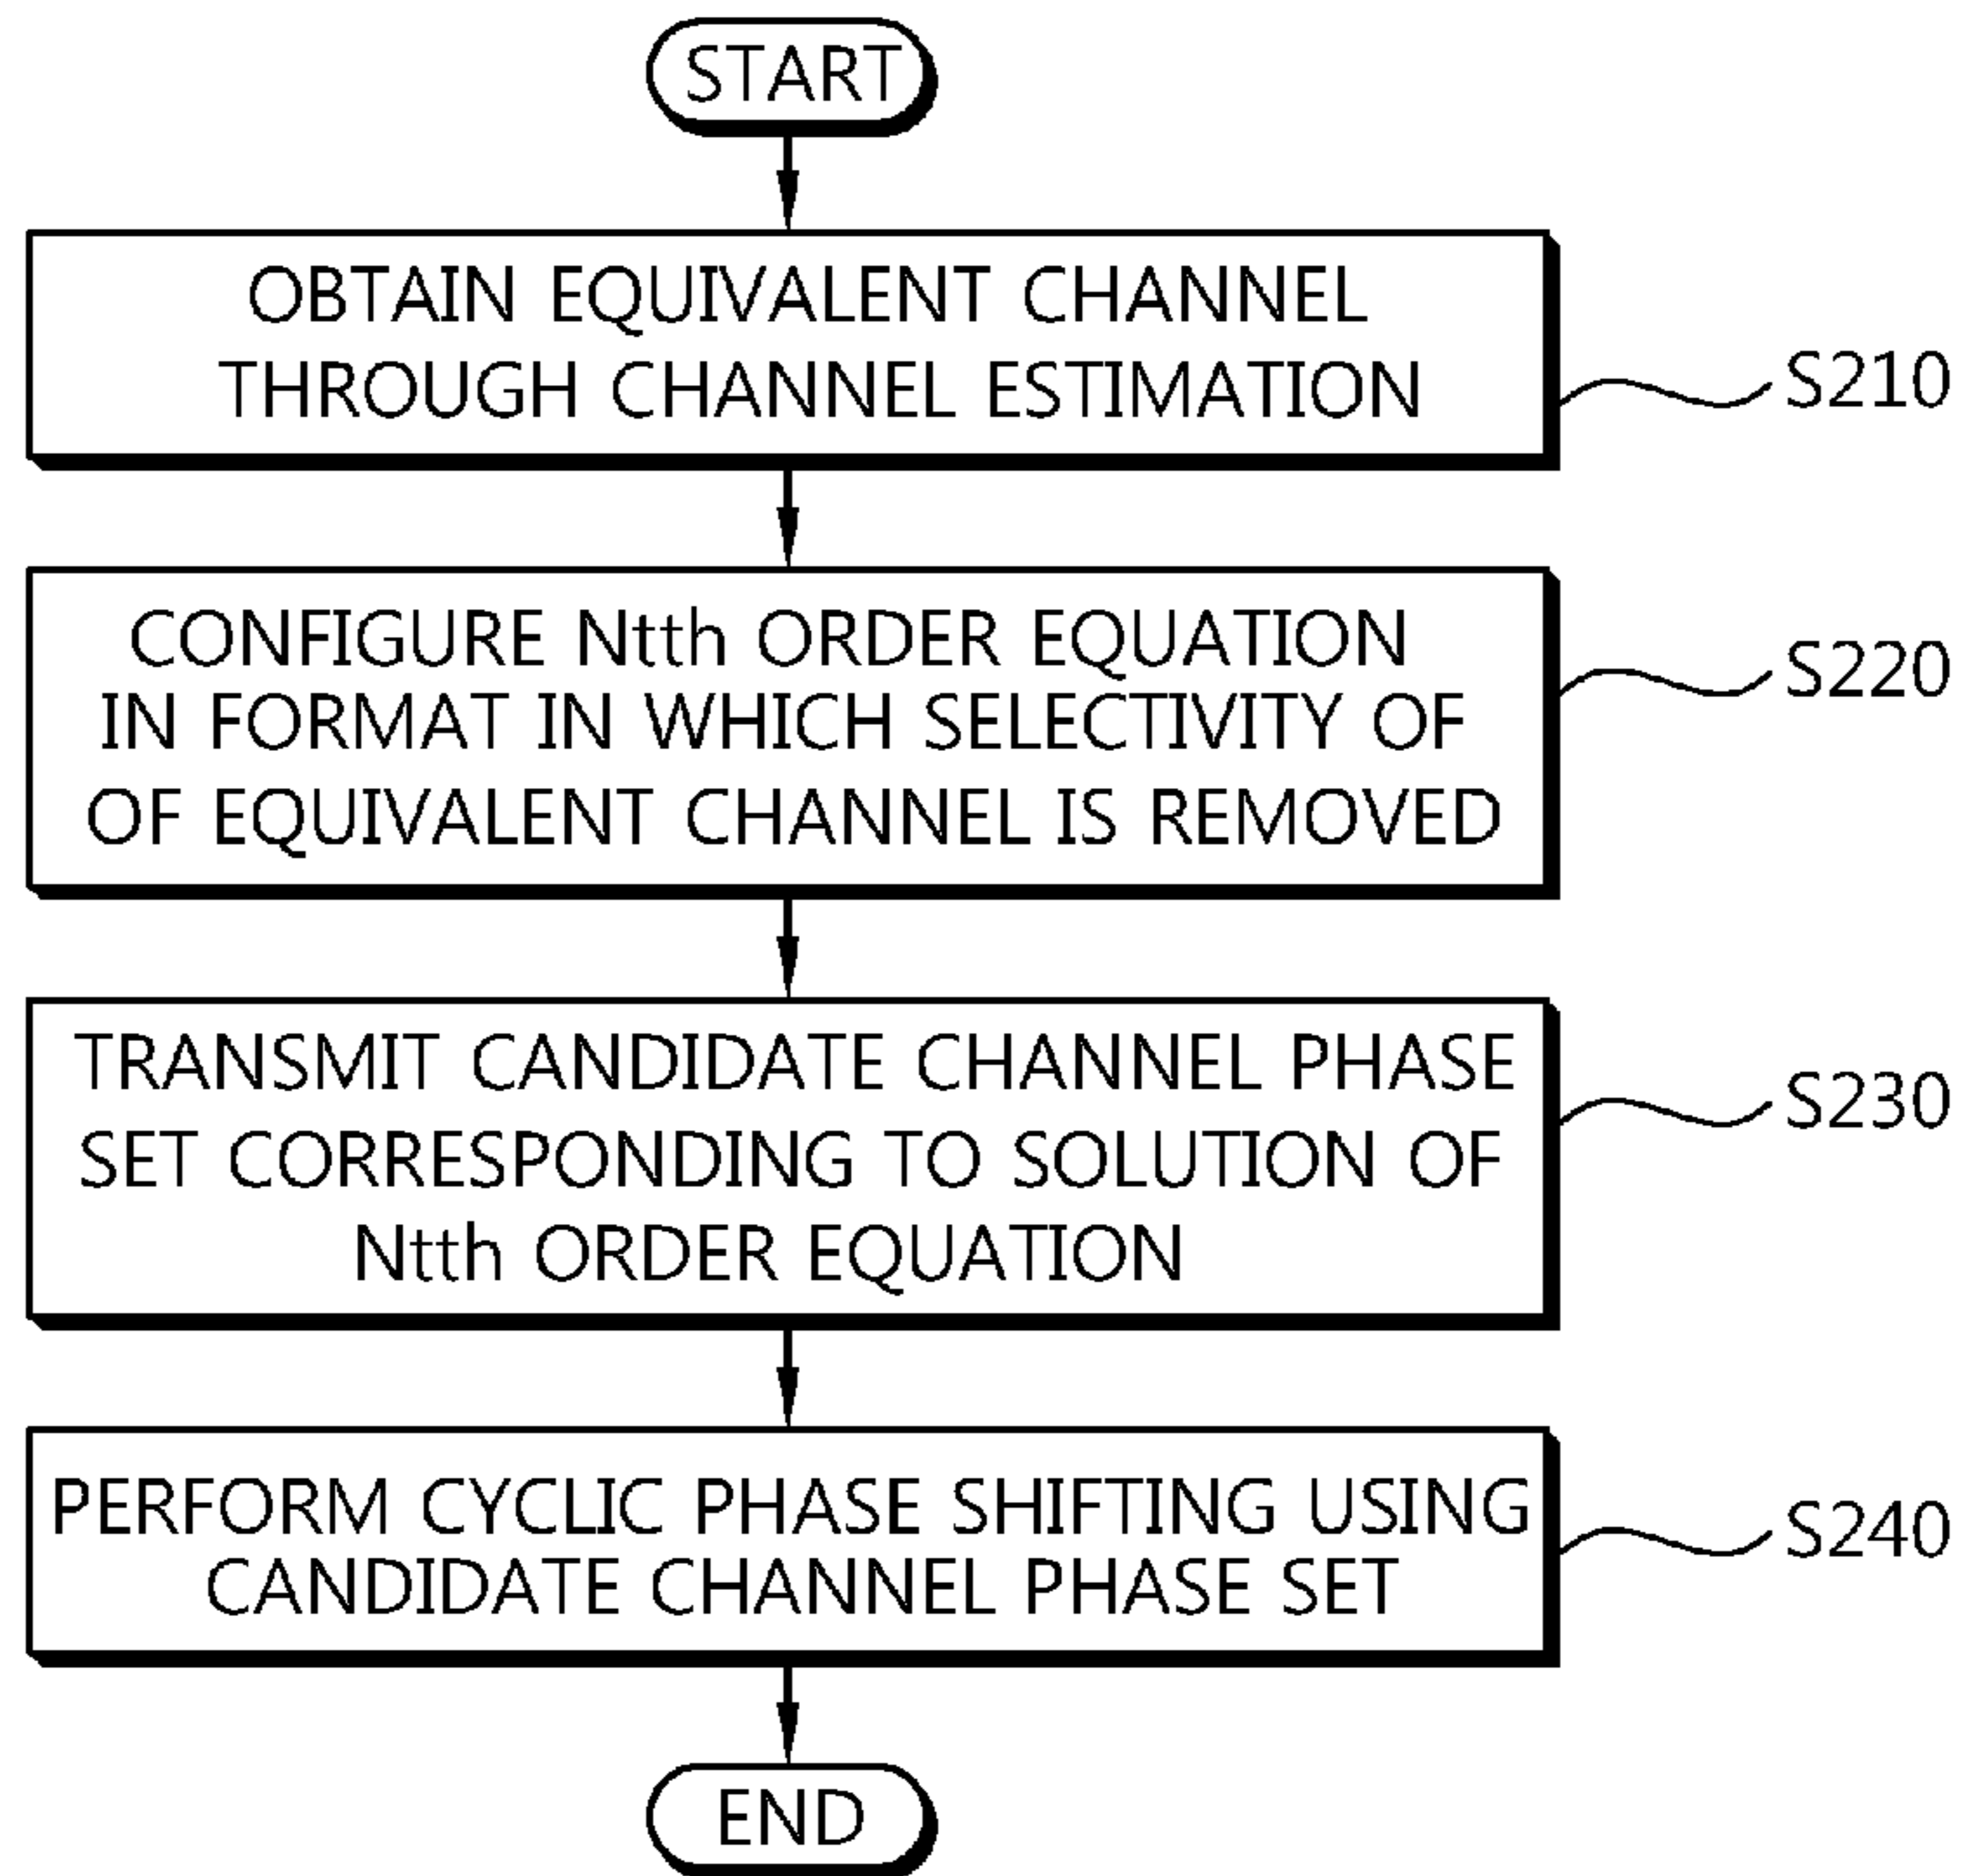 START
OBTAIN EQUIVALENT CHANNEL
THROUGH CHANNEL ESTIMATION
S210
CONFIGURE Ntth ORDER EQUATION
IN FORMAT IN WHICH SELECTIVITY OF
OF EQUIVALENT CHANNEL IS REMOVED
S220
TRANSMIT CANDIDATE CHANNEL PHASE
SET CORRESPONDING TO SOLUTION OF
Ntth ORDER EQUATION
S230
PERFORM CYCLIC PHASE SHIFTING USING
CANDIDATE CHANNEL PHASE SET
S240
END